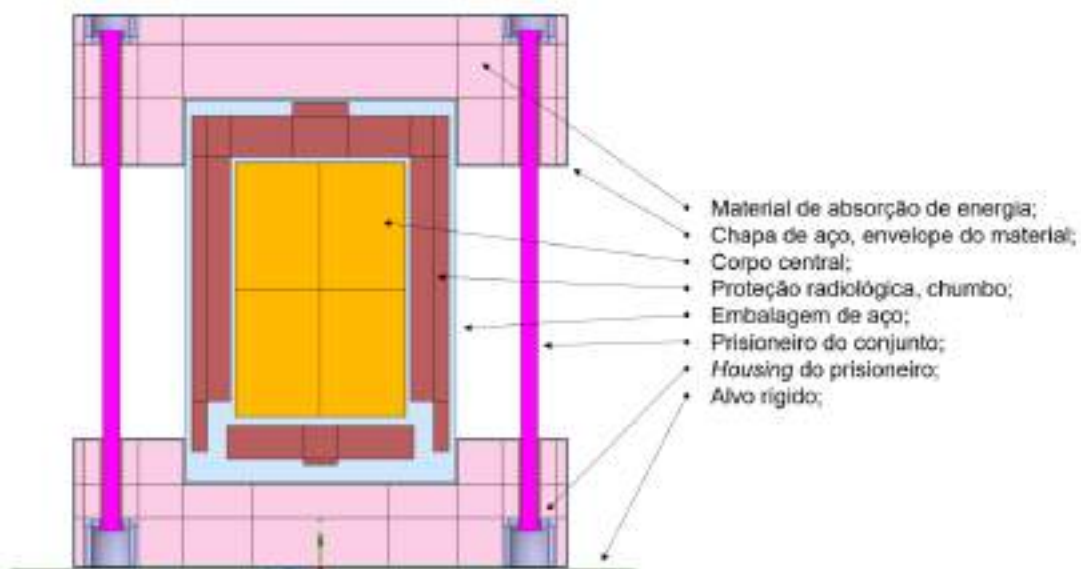 • Material de absorção de energia;
• Chapa de aço, envelope do material;
• Corpo central;
• Proteção radiológica, chumbo;
• Embalagem de aço;
• Prisioneiro do conjunto;
• Housing do prisioneiro;
• Alvo rígido;